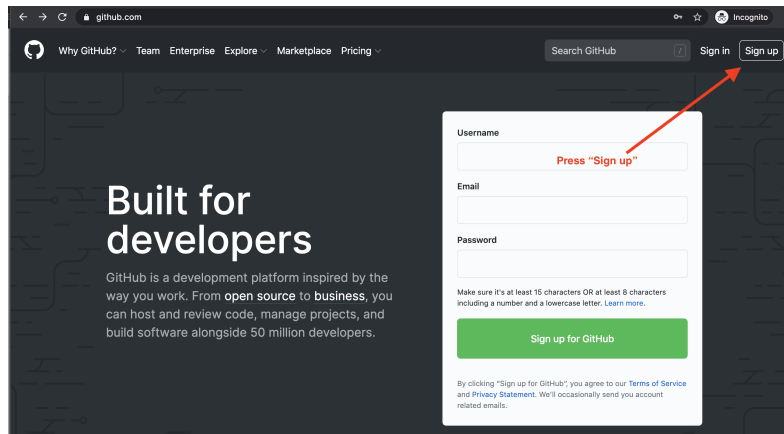 github.com
Incognito
Why GitHub? Team Enterprise Explore Marketplace Pricing Search GitHub / Sign in Sign up
Username
Press “Sign up”
Email
Password
Built for
developers
GitHub is a development platform inspired by the
way you work. From open source to business, you
can host and review code, manage projects, and
build software alongside 50 million developers.
Make sure it's at least 15 characters OR at least 8 characters
including a number and a lowercase letter. Learn more.
Sign up for GitHub
By clicking “Sign up for GitHub”, you agree to our Terms of Service
and Privacy Statement. We'll occasionally send you account
related emails.